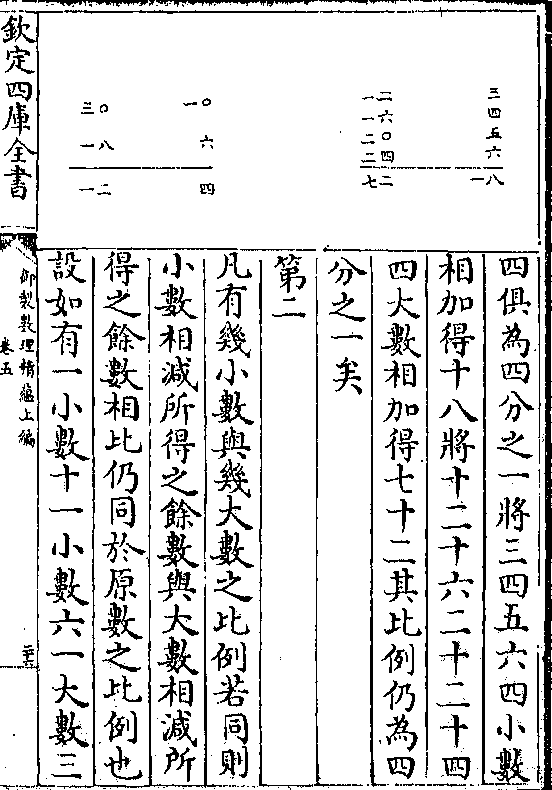 三
四
五
六
一八
一二
一六
二〇
二四
七二
一〇
六
四
三〇
一八
一二
四俱為四分之一將三四五六四小數
相加得十八將十二十六二十二十四
四大數相加得七十二其比例仍為四
分之一矣
第二
凡有幾小數與幾大數之比例若同則
小數相減所得之餘數與大數相減所
得之餘數相比仍同於原數之比例也
設如有一小數十一小數六一大數三
欽定四庫全書
御製數理精藴上編
卷五